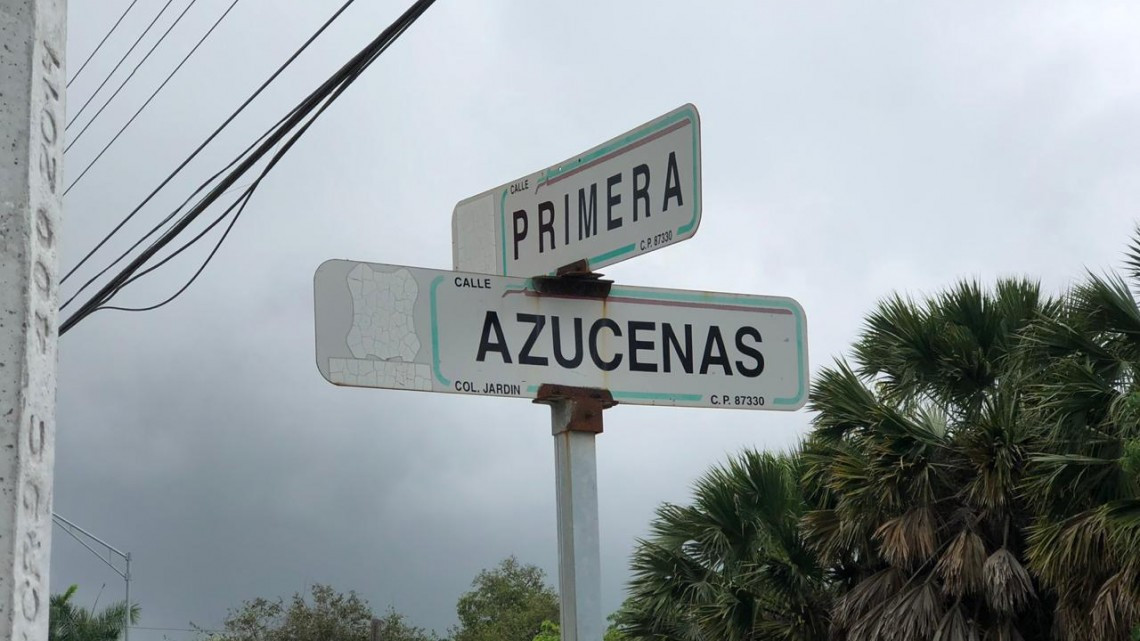 CALLE
PRIMERA
C.P. 87330
CALLE
AZUCENAS
COL. JARDIN
C.P. 87330